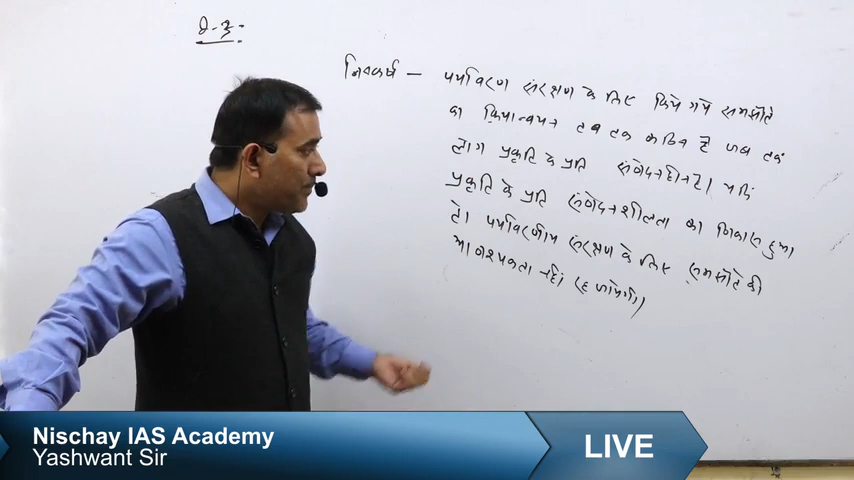 प्र-3:
निष्कर्ष — पर्यावरण संरक्षण के लिए किये गये समझौते
का क्रियान्वयन तब तक कठिन है जब तक
लोग प्रकृति के प्रति संवेदनहीन है। यदि
प्रकृति के प्रति संवेदनशीलता का विकास हुआ
तो पर्यावरणीय संरक्षण के लिए समझौते की
आवश्यकता नहीं रह जायेगी।
Nischay IAS Academy
Yashwant Sir
LIVE